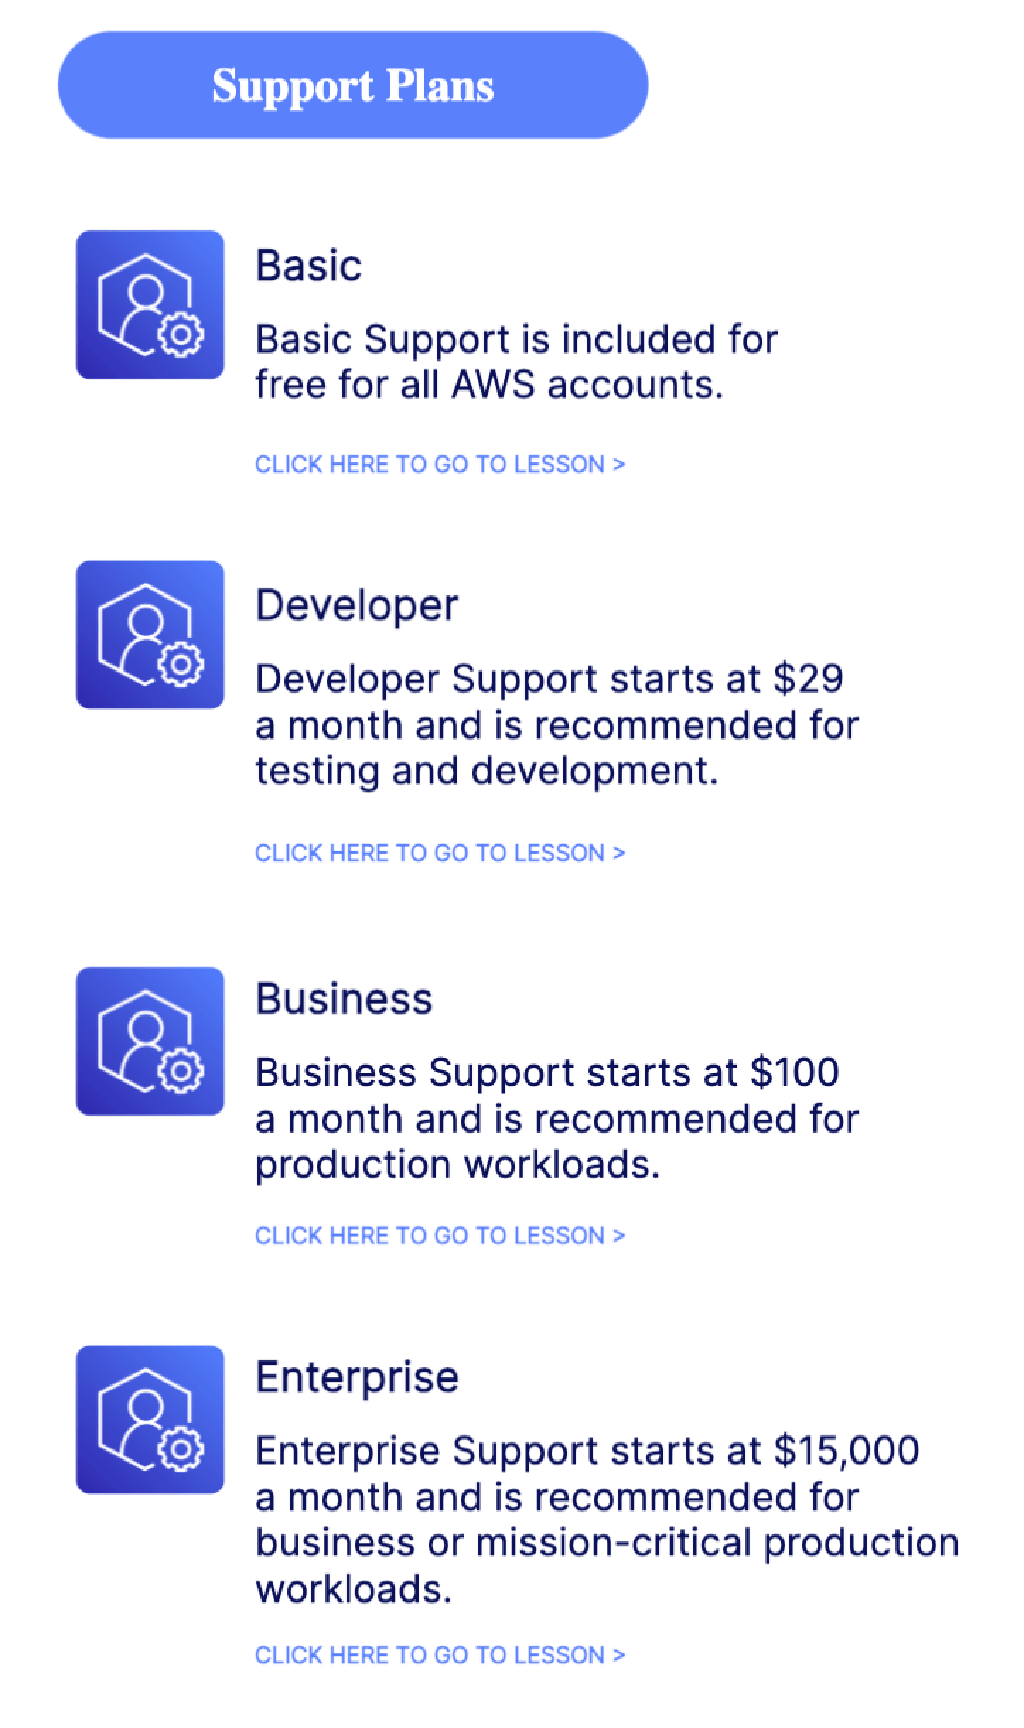 Support Plans
Basic
Basic Support is included for
free for all AWS accounts.
CLICK HERE TO GO TO LESSON >
Developer
Developer Support starts at $29
a month and is recommended for
testing and development.
CLICK HERE TO GO TO LESSON >
Business
Business Support starts at $100
a month and is recommended for
production workloads.
CLICK HERE TO GO TO LESSON >
Enterprise
Enterprise Support starts at $15,000
a month and is recommended for
business or mission-critical production
workloads.
CLICK HERE TO GO TO LESSON >